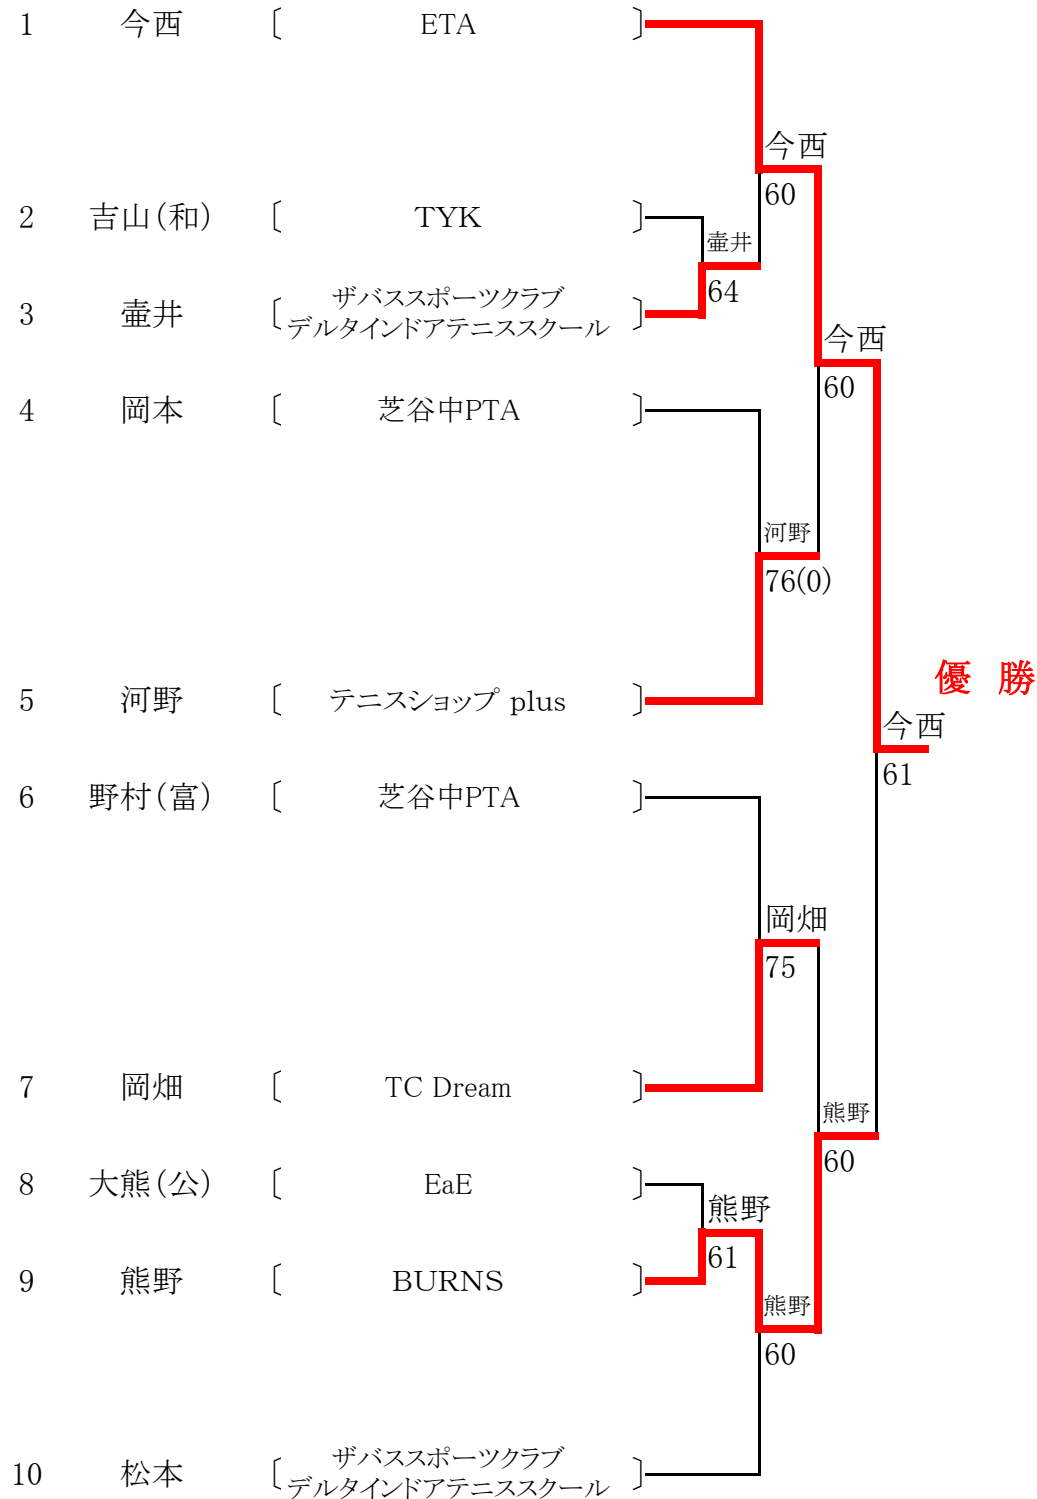 1 今西 〔 ETA 〕
今西
60
2 吉山(和) 〔 TYK 〕
壷井
64
3 壷井 〔 ザバススポーツクラブ
デルタインドアテニススクール 〕
今西
60
4 岡本 〔 芝谷中PTA 〕
河野
76(0)
優 勝
5 河野 〔 テニスショップ plus 〕
今西
61
6 野村(富) 〔 芝谷中PTA 〕
岡畑
75
7 岡畑 〔 TC Dream 〕
熊野
60
8 大熊(公) 〔 EaE 〕
熊野
61
9 熊野 〔 BURNS 〕
熊野
60
10 松本 〔 ザバススポーツクラブ
デルタインドアテニススクール 〕